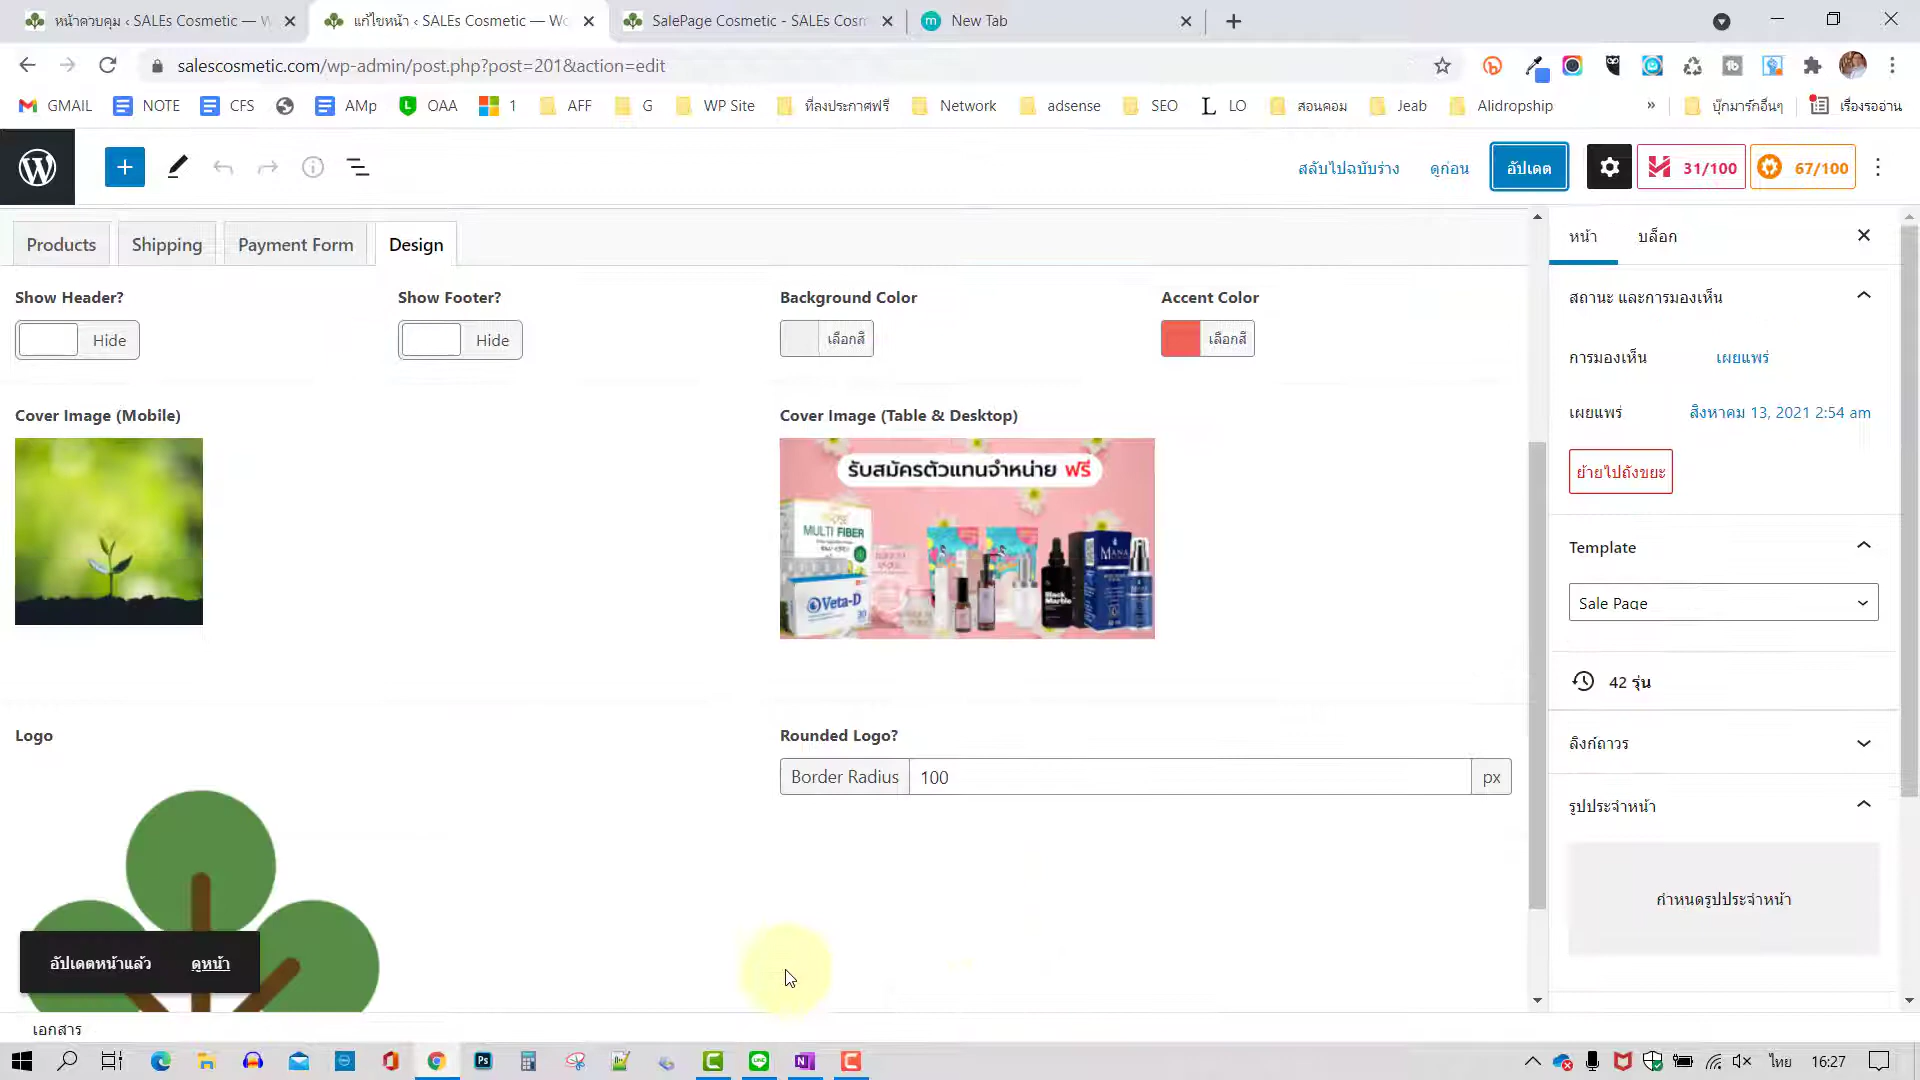 หน้าควบคุม ‹ SALEs Cosmetic — W
แก้ไขหน้า ‹ SALEs Cosmetic — Wo
SalePage Cosmetic - SALEs Cosm
New Tab
salescosmetic.com/wp-admin/post.php?post=201&action=edit
GMAIL
NOTE
CFS
AMp
OAA
1
AFF
G
WP Site
ที่ลงประกาศฟรี
Network
adsense
SEO
LO
สอนคอม
Jeab
Alidropship
»
บุ๊กมาร์กอื่นๆ
เรื่องรออ่าน
สลับไปฉบับร่าง
ดูก่อน
อัปเดต
31/100
67/100
Products
Shipping
Payment Form
Design
หน้า
บล็อก
Show Header?
Show Footer?
Background Color
Accent Color
Hide
Hide
เลือกสี
เลือกสี
สถานะ และการมองเห็น
การมองเห็น
เผยแพร่
เผยแพร่
สิงหาคม 13, 2021 2:54 am
ย้ายไปถังขยะ
Cover Image (Mobile)
Cover Image (Table & Desktop)
รับสมัครตัวแทนจำหน่าย ฟรี
MULTI FIBER
Veta-D
Black
Marble
MANA
Template
Sale Page
42 รุ่น
ลิงก์ถาวร
รูปประจำหน้า
กำหนดรูปประจำหน้า
Logo
Rounded Logo?
Border Radius
100
px
อัปเดตหน้าแล้ว
ดูหน้า
เอกสาร
ไทย
16:27